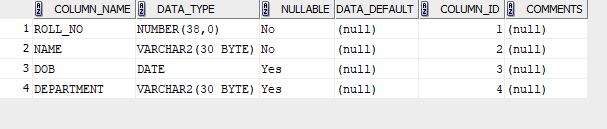 COLUMN_NAME DATA_TYPE NULLABLE DATA_DEFAULT COLUMN_ID COMMENTS
1 ROLL_NO NUMBER(38,0) No (null) 1 (null)
2 NAME VARCHAR2(30 BYTE) No (null) 2 (null)
3 DOB DATE Yes (null) 3 (null)
4 DEPARTMENT VARCHAR2(30 BYTE) Yes (null) 4 (null)